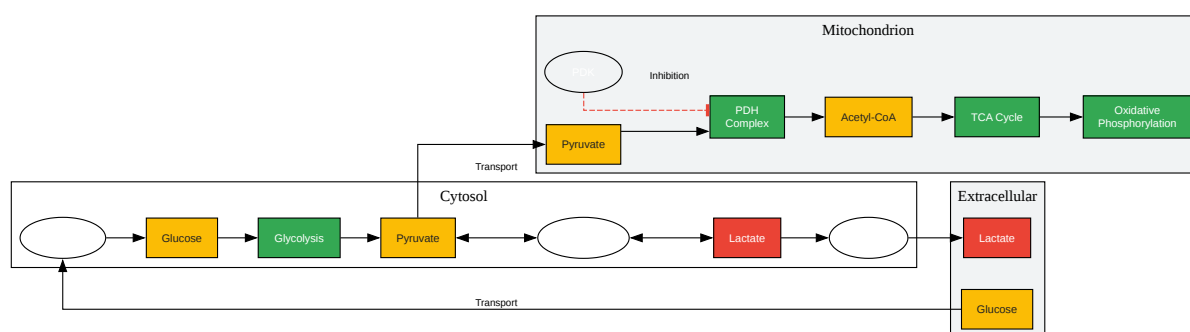 Mitochondrion
PDK
Inhibition
PDH
Complex
Acetyl-CoA
TCA Cycle
Oxidative
Phosphorylation
Pyruvate
Transport
Cytosol
Extracellular
Glucose
Glycolysis
Pyruvate
Lactate
Lactate
Transport
Glucose